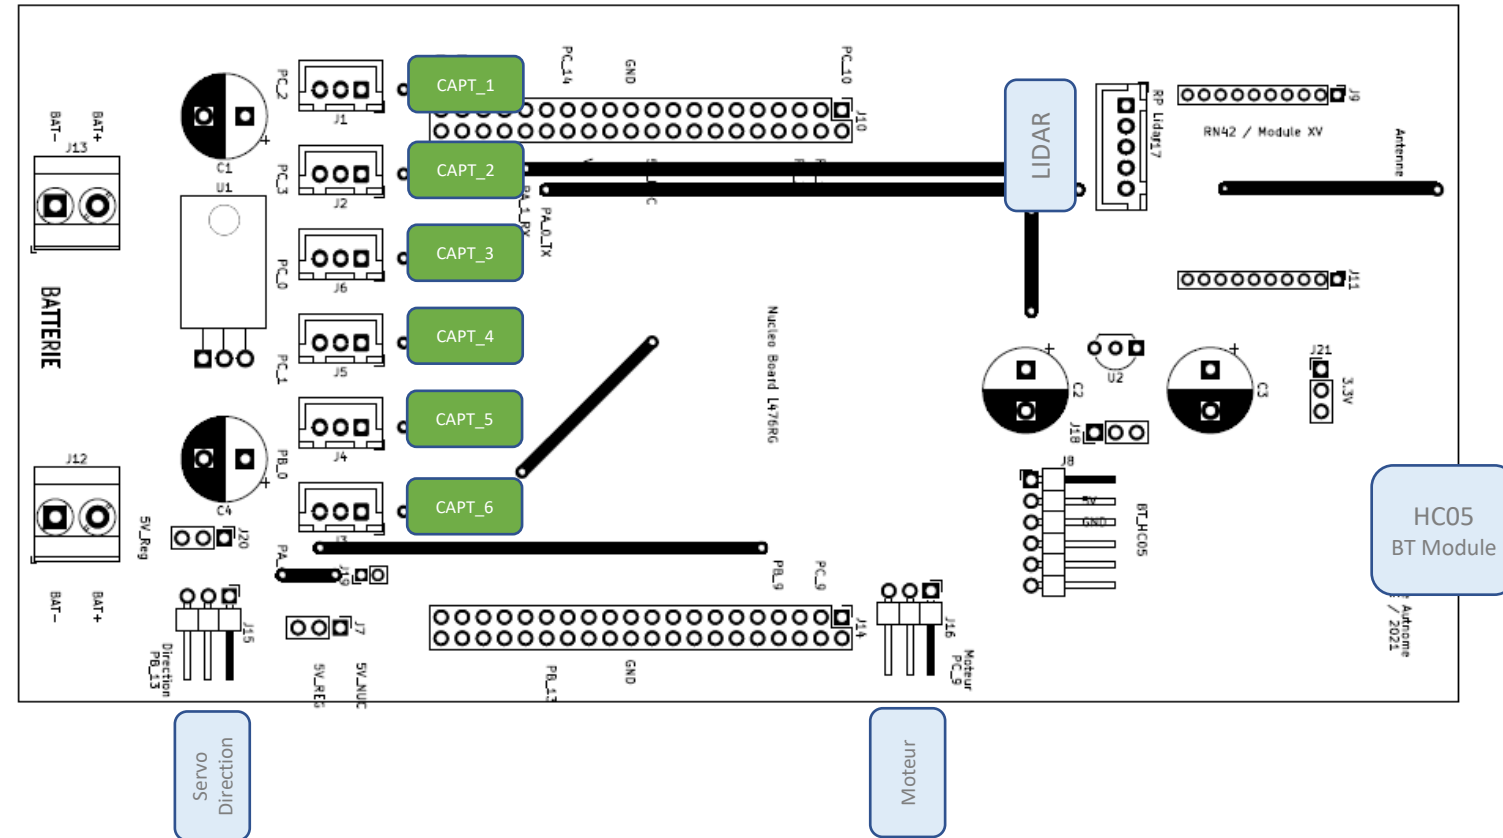 PC_14
GND
PC_10
PC_2
J1
CAPT_1
J10
RP Lidar
J17
J9
RN42 / Module XV
Antenne
BAT-
BAT+
J13
C1
U1
PC_3
J2
CAPT_2
PA_1_RX
PA_0_TX
LIDAR
PC_0
J6
CAPT_3
J11
BATTERIE
PC_1
J5
CAPT_4
Nucleo Board L476RG
C2
U2
C3
J21
3.3V
J4
CAPT_5
J18
J12
C4
PB_0
J3
CAPT_6
J8
5V
GND
BT_HC05
HC05
BT Module
5V_Reg
J20
J19
PB_9
PC_9
BAT-
BAT+
J15
J7
J14
J16
Direction
PB_13
5V_REG
5V_NUC
PB_13
GND
Moteur
PC_9
Autnome
/ 2021
Servo
Direction
Moteur